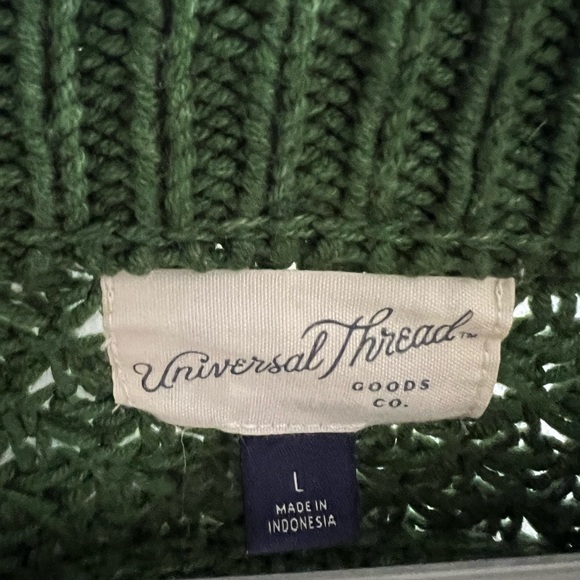 Universal Thread™
GOODS
CO.
L
MADE IN
INDONESIA